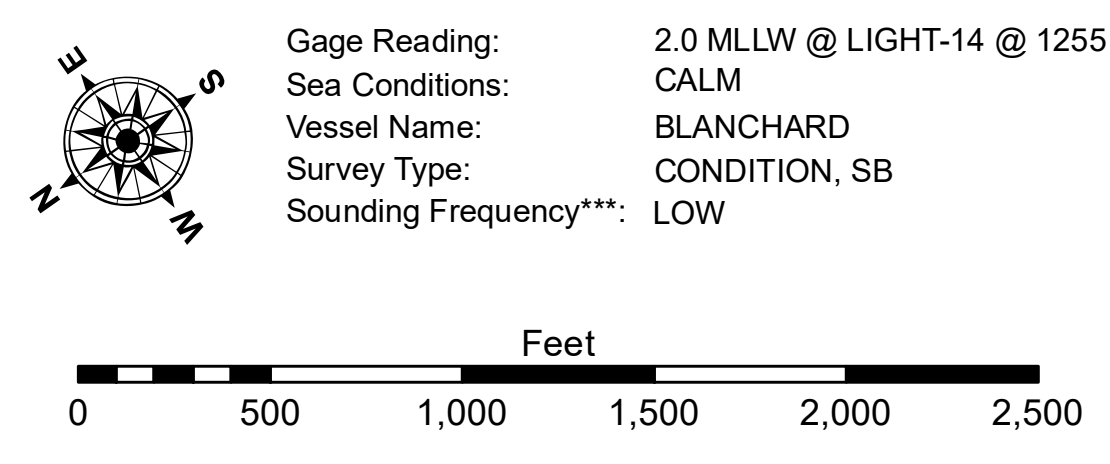 E
S
N
W
Gage Reading: 2.0 MLLW @ LIGHT-14 @ 1255
Sea Conditions: CALM
Vessel Name: BLANCHARD
Survey Type: CONDITION, SB
Sounding Frequency***: LOW
Feet
0 500 1,000 1,500 2,000 2,500